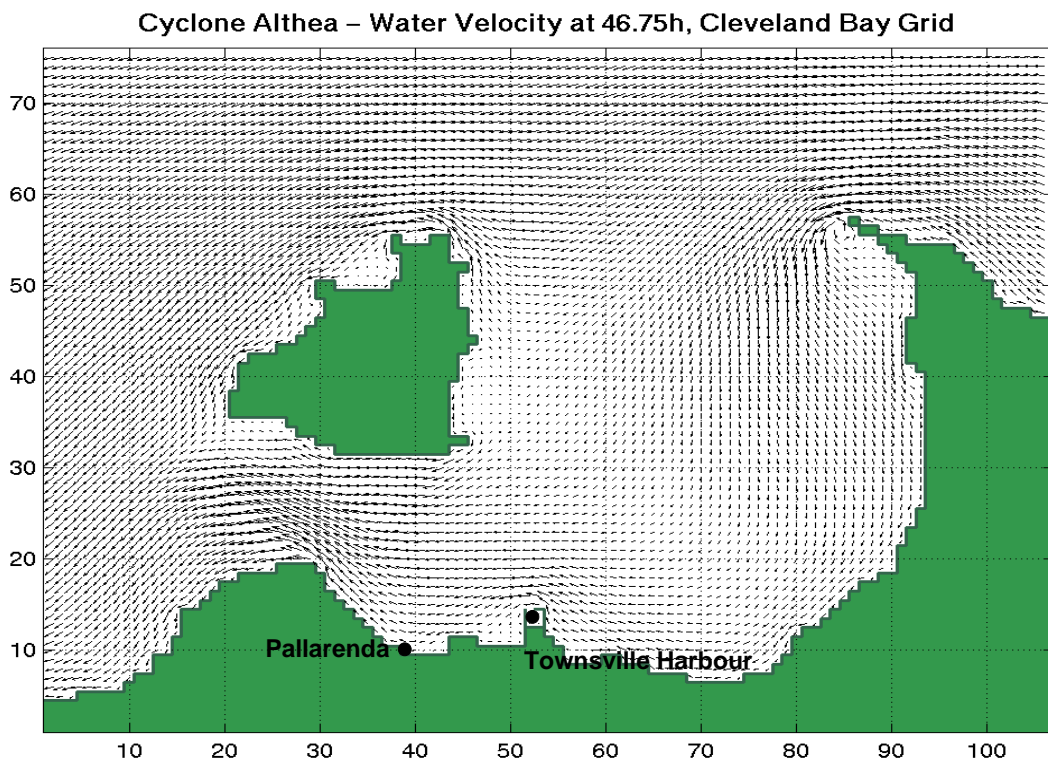 Cyclone Althea – Water Velocity at 46.75h, Cleveland Bay Grid
70
60
50
40
30
20
10
Pallarenda
Townsville Harbour
10 20 30 40 50 60 70 80 90 100